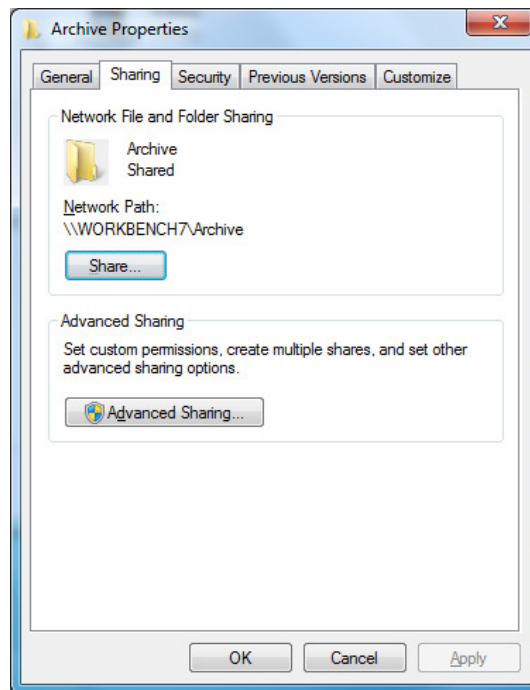 Archive Properties
General Sharing Security Previous Versions Customize
Network File and Folder Sharing
Archive
Shared
Network Path:
\\WORKBENCH7\Archive
Share...
Advanced Sharing
Set custom permissions, create multiple shares, and set other
advanced sharing options.
Advanced Sharing...
OK Cancel Apply